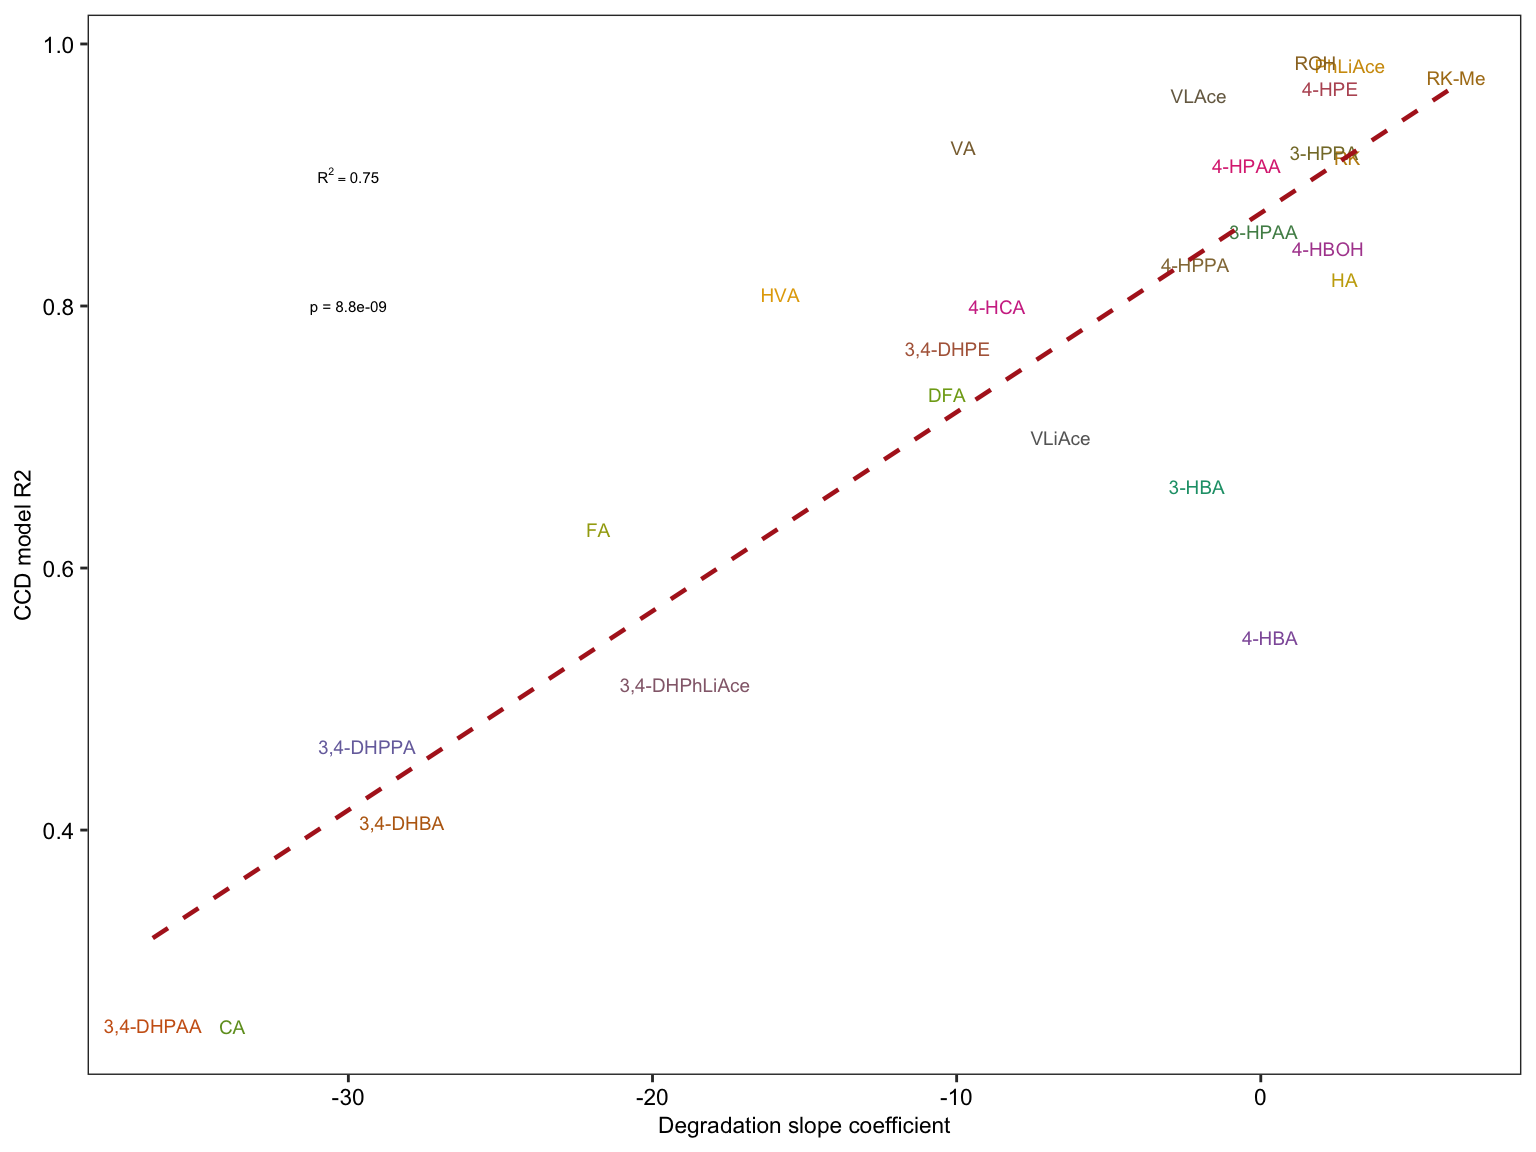 1.0
0.8
0.6
0.4
CCD model R2
R2 = 0.75
p = 8.8e-09
ROH
PhLiAce
RK-Me
4-HPE
VLAce
VA
3-HPPA
RK
4-HPAA
3-HPAA
4-HBOH
4-HPPA
HA
HVA
4-HCA
3,4-DHPE
DFA
VLiAce
3-HBA
FA
4-HBA
3,4-DHPhLiAce
3,4-DHPPA
3,4-DHBA
3,4-DHPAA
CA
-30
-20
-10
0
Degradation slope coefficient